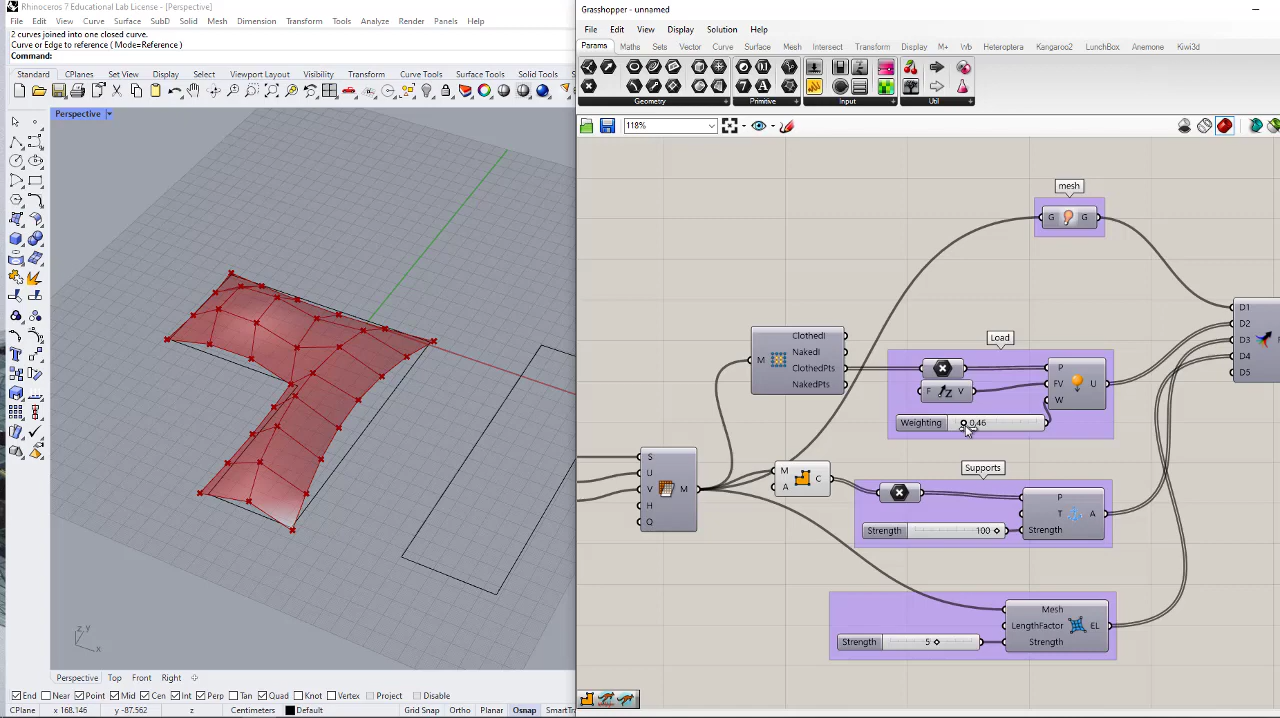 Rhinoceros 7 Educational Lab License - [Perspective]
File Edit View Curve Surface SubD Solid Mesh Dimension Transform Tools Analyze Render Panels Help
2 curves joined into one closed curve.
Curve or Edge to reference ( Mode=Reference )
Command:
Standard CPlanes Set View Display Select Viewport Layout Visibility Transform Curve Tools Surface Tools Solid Tools
Perspective
z y
x
Perspective Top Front Right
End Near Point Mid Cen Int Perp Tan Quad Knot Vertex Project Disable
CPlane x 168.146 y -87.562 z Centimeters Default Grid Snap Ortho Planar Osnap SmartTra
Grasshopper - unnamed
File Edit View Display Solution Help
Params Maths Sets Vector Curve Surface Mesh Intersect Transform Display M+ Wb Heteroptera Kangaroo2 LunchBox Anemone Kiwi3d
Geometry Primitive Input Util
118%
mesh
G G
D1
D2
D3
D4
D5
M
ClothedI
NakedI
ClothedPts
NakedPts
Load
F V
Weighting 0.46
P
FV
W
U
S
U
V
H
Q
M
M
A
C
Supports
Strength 100
P
T
Strength
A
Strength 5
Mesh
LengthFactor
Strength
EL